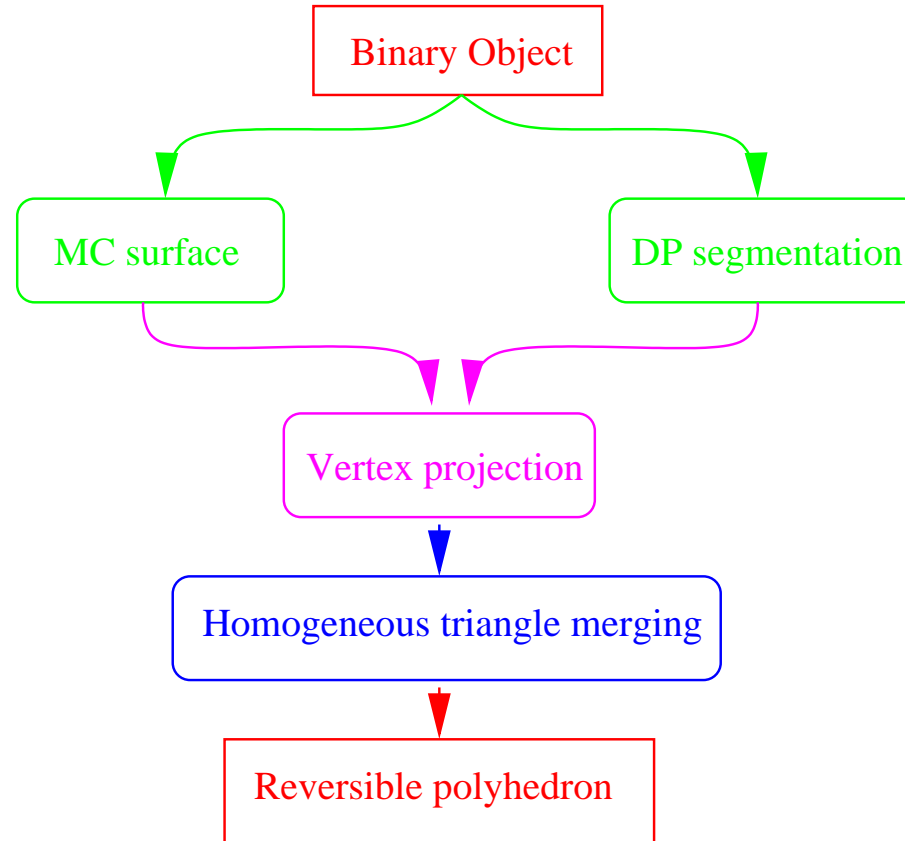 Binary Object
MC surface
DP segmentation
Vertex projection
Homogeneous triangle merging
Reversible polyhedron